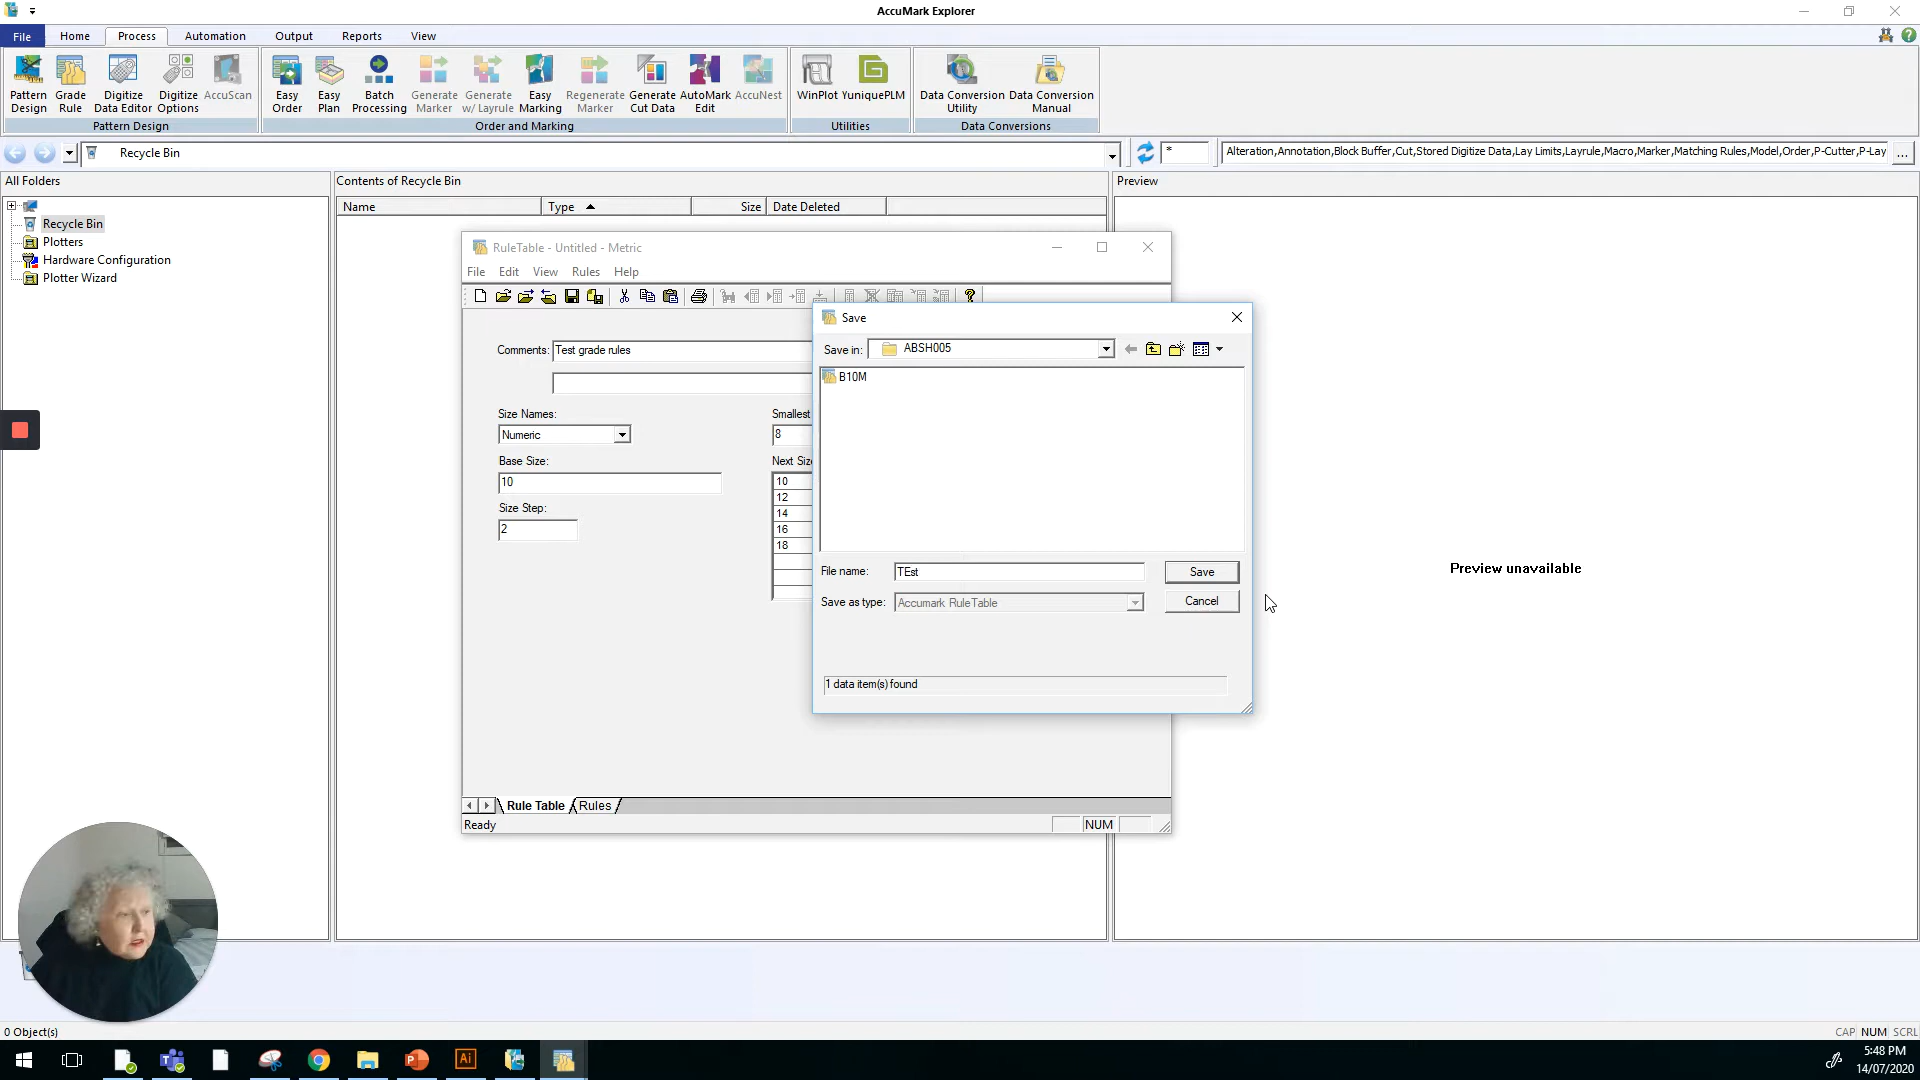 AccuMark Explorer
File Home Process Automation Output Reports View
Pattern Design
Grade Rule
Digitize Data Editor
Digitize Options
AccuScan
Easy Order
Easy Plan
Batch Processing
Generate Marker
Generate w/ Layrule
Easy Marking
Regenerate Marker
Generate Cut Data
AutoMark Edit
AccuNest
WinPlot
YuniquePLM
Data Conversion Utility
Data Conversion Manual
Pattern Design
Order and Marking
Utilities
Data Conversions
Recycle Bin
*
Alteration,Annotation,Block Buffer,Cut,Stored Digitize Data,Lay Limits,Layrule,Macro,Marker,Matching Rules,Model,Order,P-Cutter,P-Lay
...
All Folders
Contents of Recycle Bin
Preview
Name Type Size Date Deleted
Recycle Bin
Plotters
Hardware Configuration
Plotter Wizard
RuleTable - Untitled - Metric
File Edit View Rules Help
Comments: Test grade rules
Size Names:
Numeric
Base Size:
10
Size Step:
2
Smallest
8
Next Siz
10
12
14
16
18
Rule Table Rules
Ready
NUM
Save
Save in: ABSH005
B10M
File name: TEst
Save
Save as type: Accumark RuleTable
Cancel
1 data item(s) found
Preview unavailable
0 Object(s)
CAP NUM SCRL
Ai
5:48 PM
14/07/2020